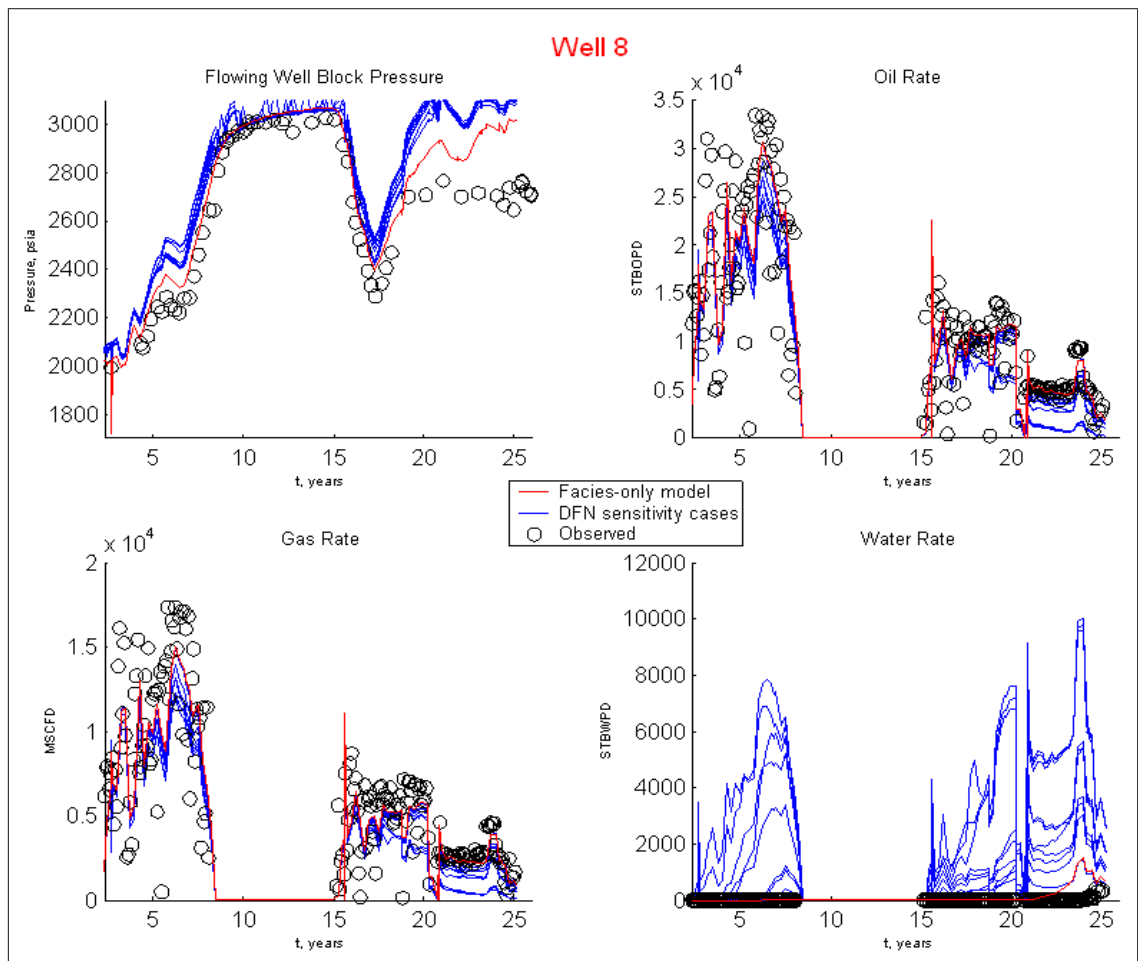 Well 8
Flowing Well Block Pressure
Pressure, psia
3000
2800
2600
2400
2200
2000
1800
5 10 15 20 25
t, years
Oil Rate
x 10^4
STBOPD
3.5
3
2.5
2
1.5
1
0.5
0
5 10 15 20 25
t, years
Facies-only model
DFN sensitivity cases
Observed
Gas Rate
x 10^4
MSCFD
2
1.5
1
0.5
0
5 10 15 20 25
t, years
Water Rate
STBWPD
12000
10000
8000
6000
4000
2000
0
5 10 15 20 25
t, years